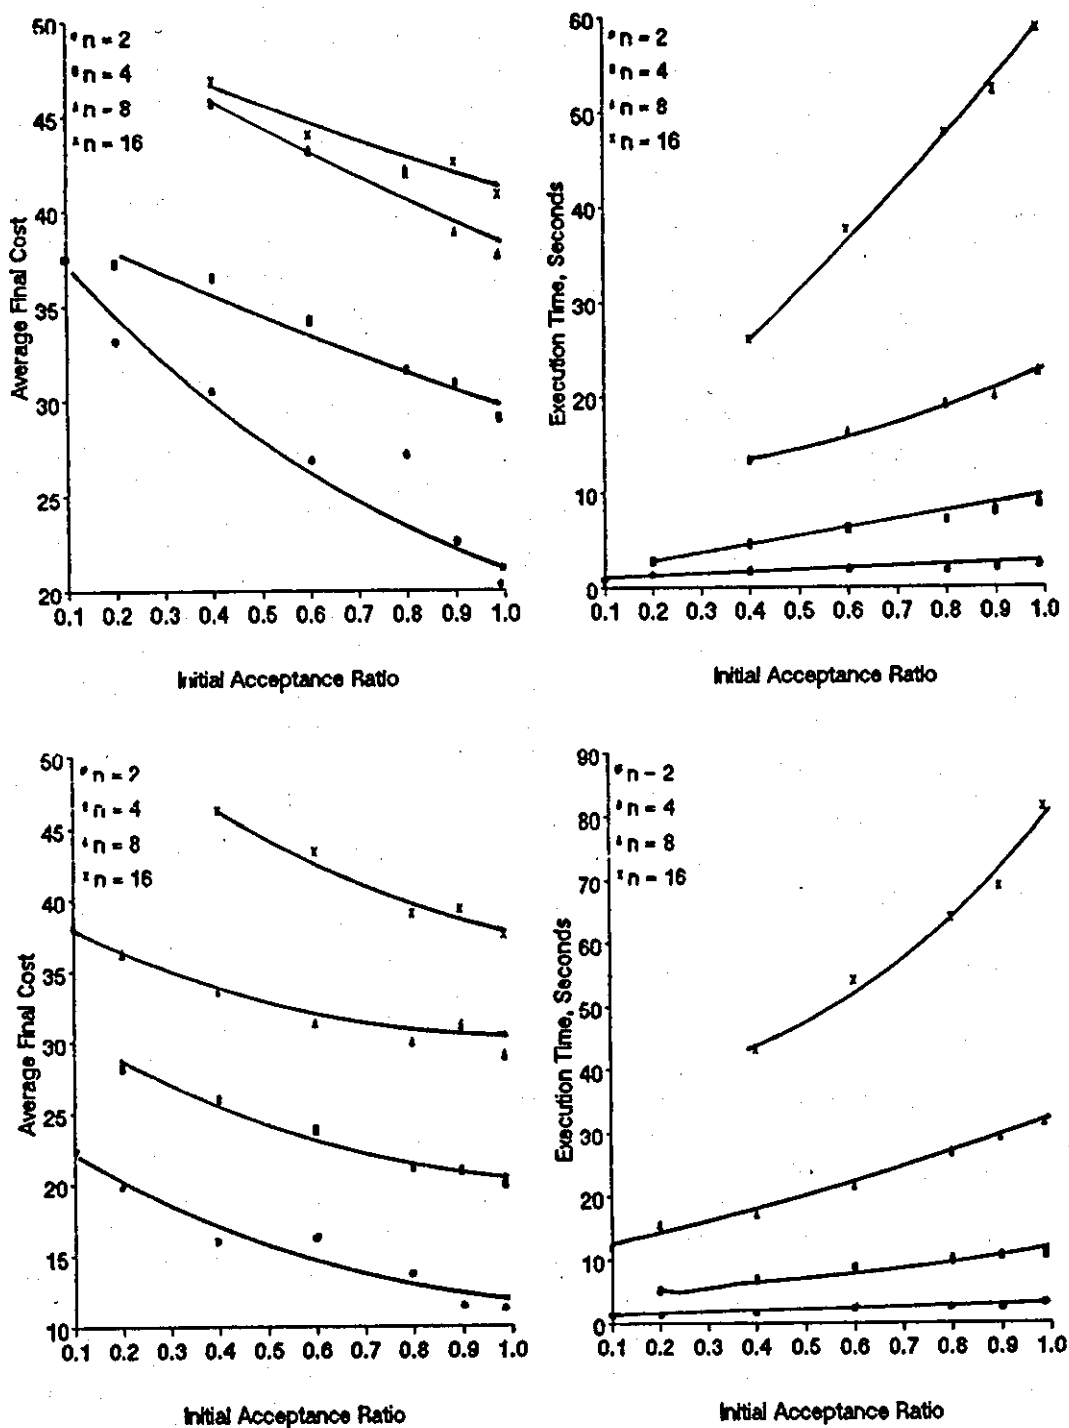 50
45
40
35
30
25
20
n = 2
n = 4
n = 8
n = 16
Average Final Cost
0.1 0.2 0.3 0.4 0.5 0.6 0.7 0.8 0.9 1.0
Initial Acceptance Ratio
60
50
40
30
20
10
0
n = 2
n = 4
n = 8
n = 16
Execution Time, Seconds
0.1 0.2 0.3 0.4 0.5 0.6 0.7 0.8 0.9 1.0
Initial Acceptance Ratio
50
45
40
35
30
25
20
15
10
n = 2
n = 4
n = 8
n = 16
Average Final Cost
0.1 0.2 0.3 0.4 0.5 0.6 0.7 0.8 0.9 1.0
Initial Acceptance Ratio
90
80
70
60
50
40
30
20
10
0
n - 2
n = 4
n = 8
n = 16
Execution Time, Seconds
0.1 0.2 0.3 0.4 0.5 0.6 0.7 0.8 0.9 1.0
Initial Acceptance Ratio